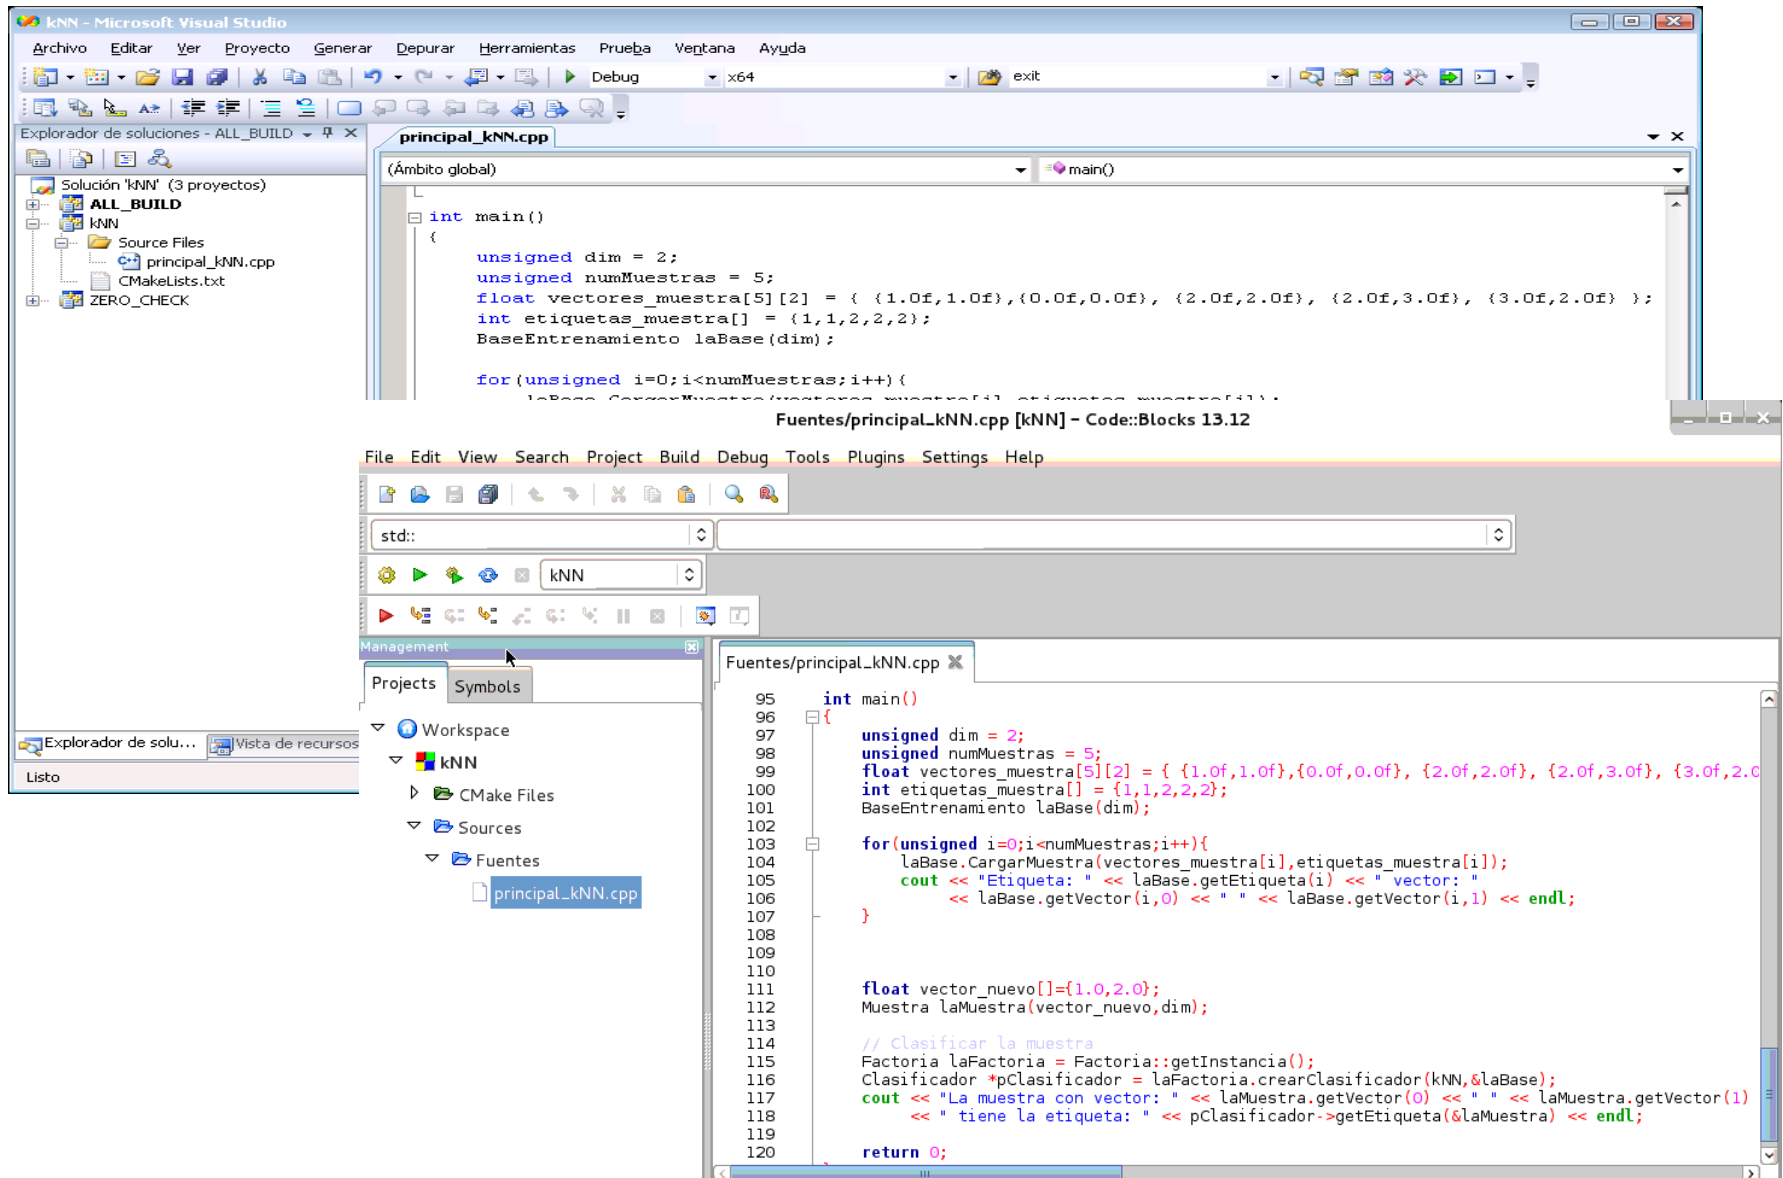 kNN - Microsoft Visual Studio
Archivo Editar Ver Proyecto Generar Depurar Herramientas Prueba Ventana Ayuda
Debug x64 exit
Explorador de soluciones - ALL_BUILD
Solución 'kNN' (3 proyectos)
ALL_BUILD
kNN
Source Files
principal_kNN.cpp
CMakeLists.txt
ZERO_CHECK
Explorador de solu... Vista de recursos
Listo
principal_kNN.cpp
(Ámbito global) main()
int main()
{
unsigned dim = 2;
unsigned numMuestras = 5;
float vectores_muestra[5][2] = { {1.0f,1.0f},{0.0f,0.0f}, {2.0f,2.0f}, {2.0f,3.0f}, {3.0f,2.0f} };
int etiquetas_muestra[] = {1,1,2,2,2};
BaseEntrenamiento laBase(dim);
for(unsigned i=0;i<numMuestras;i++){
laBase.CargarMuestra(vectores_muestra[i],etiquetas_muestra[i]);
Fuentes/principal_kNN.cpp [kNN] - Code::Blocks 13.12
File Edit View Search Project Build Debug Tools Plugins Settings Help
std::
kNN
Management
Projects Symbols
Workspace
kNN
CMake Files
Sources
Fuentes
principal_kNN.cpp
Fuentes/principal_kNN.cpp
95 int main()
96 {
97 unsigned dim = 2;
98 unsigned numMuestras = 5;
99 float vectores_muestra[5][2] = { {1.0f,1.0f},{0.0f,0.0f}, {2.0f,2.0f}, {2.0f,3.0f}, {3.0f,2.0
100 int etiquetas_muestra[] = {1,1,2,2,2};
101 BaseEntrenamiento laBase(dim);
102
103 for(unsigned i=0;i<numMuestras;i++){
104 laBase.CargarMuestra(vectores_muestra[i],etiquetas_muestra[i]);
105 cout << "Etiqueta: " << laBase.getEtiqueta(i) << " vector: "
106 << laBase.getVector(i,0) << " " << laBase.getVector(i,1) << endl;
107 }
108
109
110
111 float vector_nuevo[]={1.0,2.0};
112 Muestra laMuestra(vector_nuevo,dim);
113
114 // Clasificar la muestra
115 Factoria laFactoria = Factoria::getInstancia();
116 Clasificador *pClasificador = laFactoria.crearClasificador(kNN,&laBase);
117 cout << "La muestra con vector: " << laMuestra.getVector(0) << " " << laMuestra.getVector(1)
118 << " tiene la etiqueta: " << pClasificador->getEtiqueta(&laMuestra) << endl;
119
120 return 0;